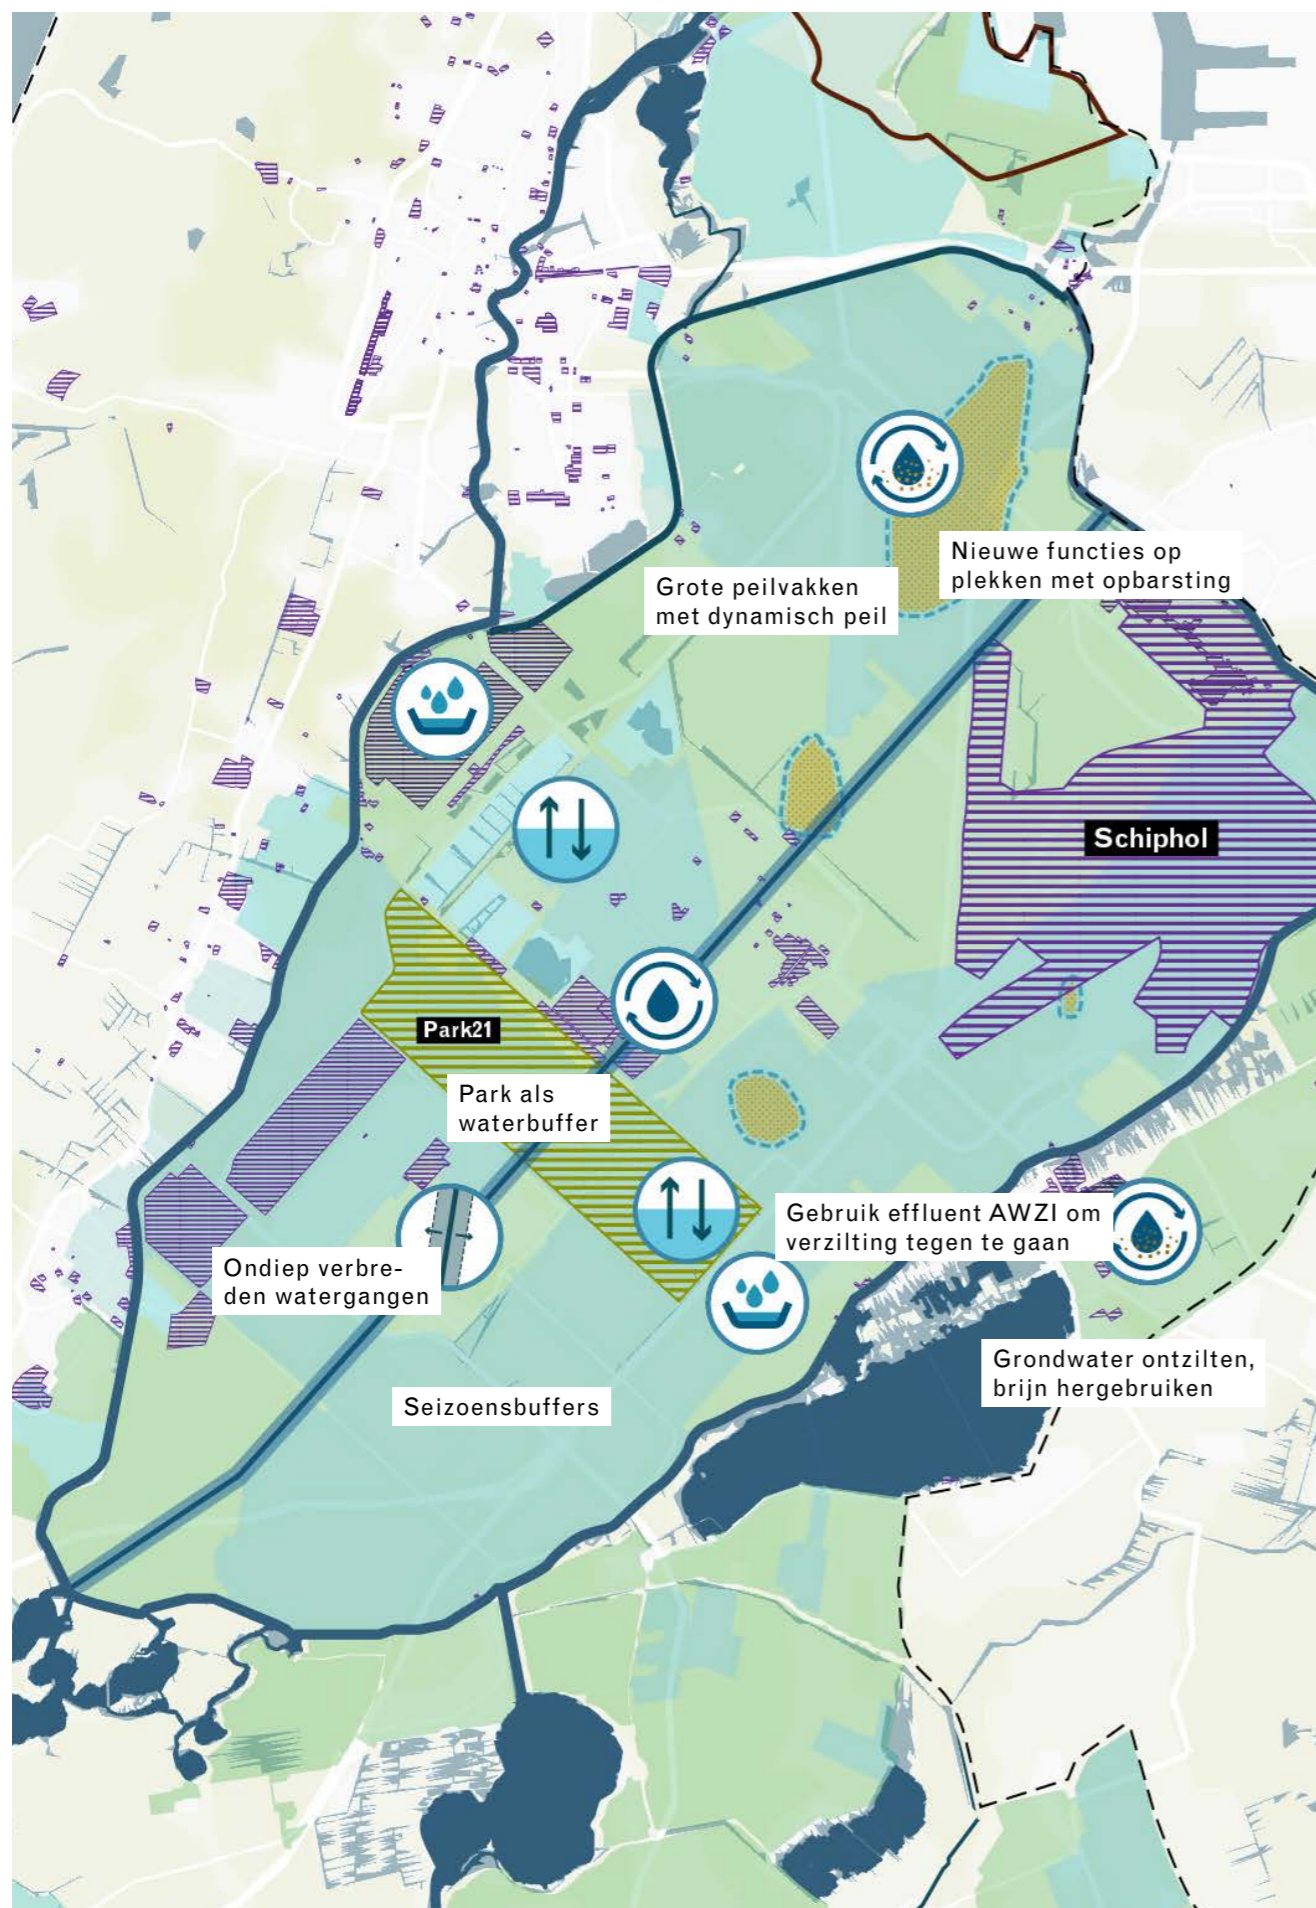 Nieuwe functies op
plekken met opbarsting
Grote peilvakken
met dynamisch peil
Schiphol
Park21
Park als
waterbuffer
Gebruik effluent AWZI om
verzilting tegen te gaan
Ondiep verbre-
den watergangen
Grondwater ontzilten,
brijn hergebruiken
Seizoensbuffers